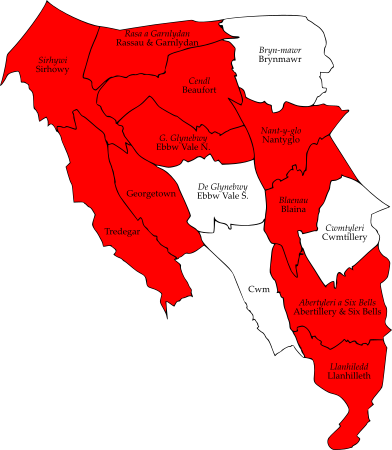 Rasa a Garnlydan
Rassau & Garnlydan
Bryn-mawr
Brynmawr
Sirhywi
Sirhowy
Cendl
Beaufort
G. Glynebwy
Ebbw Vale N.
Nant-y-glo
Nantyglo
Georgetown
De Glynebwy
Ebbw Vale S.
Blaenau
Blaina
Tredegar
Cwmtyleri
Cwmtillery
Cwm
Abertyleri a Six Bells
Abertillery & Six Bells
Llanhiledd
Llanhilleth